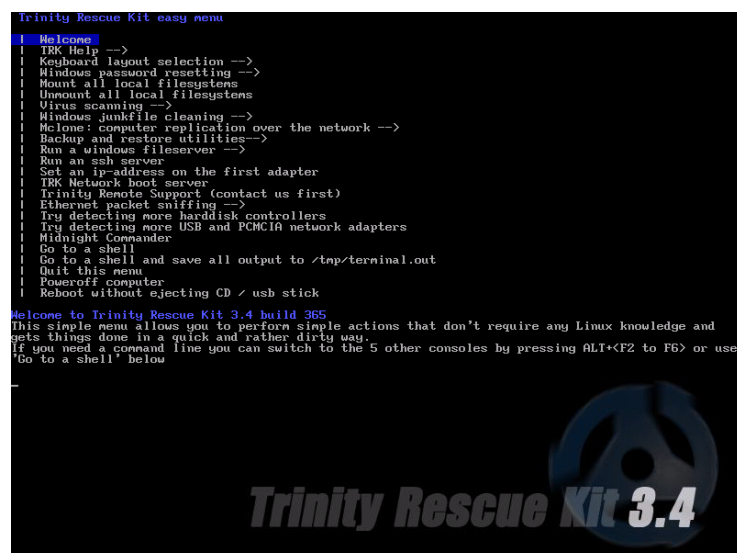 Trinity Rescue Kit easy menu
| Welcome
| TRK Help -->
| Keyboard layout selection -->
| Windows password resetting -->
| Mount all local filesystems
| Unmount all local filesystems
| Virus scanning -->
| Windows junkfile cleaning -->
| Mclone: computer replication over the network -->
| Backup and restore utilities-->
| Run a windows fileserver -->
| Run an ssh server
| Set an ip-address on the first adapter
| TRK Network boot server
| Trinity Remote Support (contact us first)
| Ethernet packet sniffing -->
| Try detecting more harddisk controllers
| Try detecting more USB and PCMCIA network adapters
| Midnight Commander
| Go to a shell
| Go to a shell and save all output to /tmp/terminal.out
| Quit this menu
| Poweroff computer
| Reboot without ejecting CD / usb stick
Welcome to Trinity Rescue Kit 3.4 build 365
This simple menu allows you to perform simple actions that don't require any Linux knowledge and
gets things done in a quick and rather dirty way.
If you need a command line you can switch to the 5 other consoles by pressing ALT+<F2 to F6> or use
'Go to a shell' below
Trinity Rescue Kit 3.4